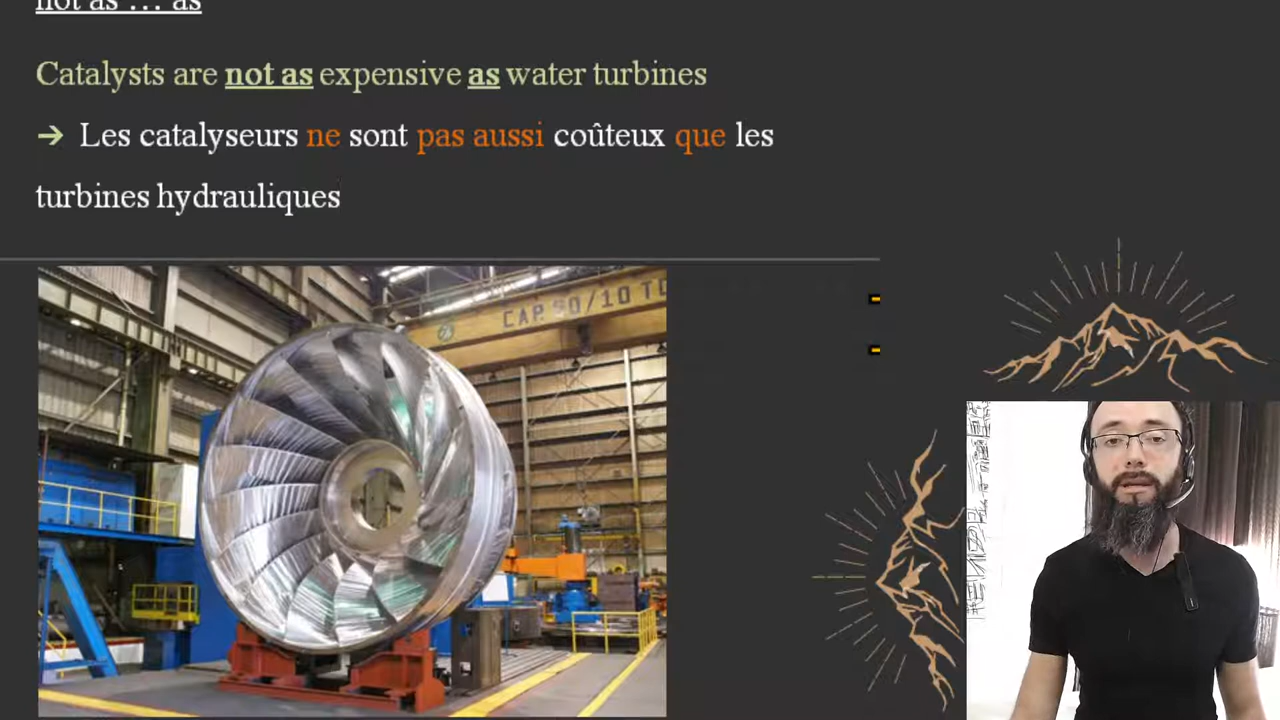 not as … as
Catalysts are not as expensive as water turbines
➔ Les catalyseurs ne sont pas aussi coûteux que les
turbines hydrauliques
CAP. 50/10 TO